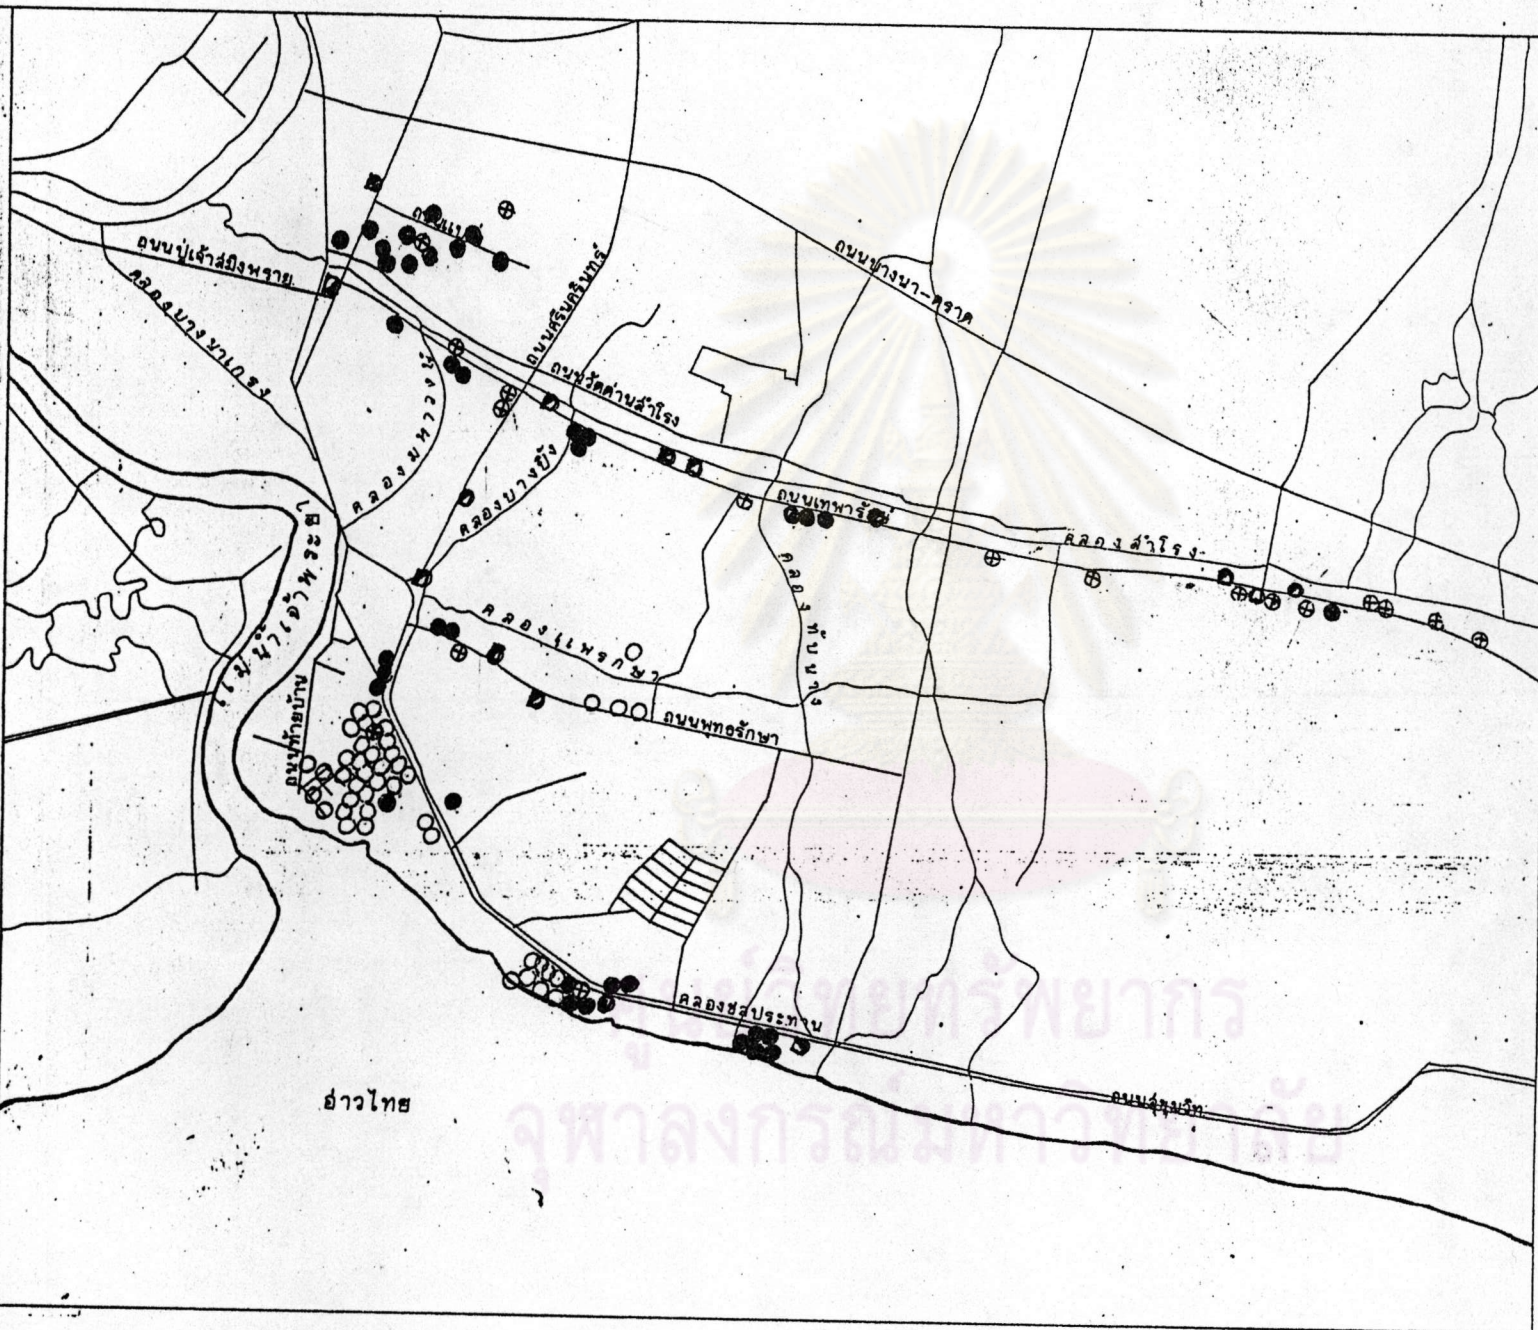 ถนนปู่เจ้าสมิงพราย
คลองบางนาเกรง
ถนนศรีนครินทร์
ถนนบางนา-ตราด
คลองมหาวงษ์
ถนนวัดด่านสำโรง
คลองบางปิ้ง
ถนนเทพารักษ์
คลองสำโรง
แม่น้ำเจ้าพระยา
คลองแพรกษา
คลองทับนาง
ถนนท้ายบ้าน
ถนนพุทธรักษา
คลองชลประทาน
ศูนย์วิทยทรัพยากร
อ่าวไทย
ถนนสุขุมวิท
จุฬาลงกรณ์มหาวิทยาลัย